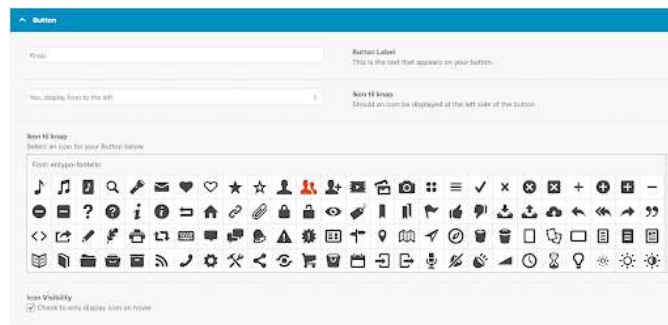 Button
Knap
Button Label
This is the text that appears on your button.
Yes, display Icon to the left
Ikon til knap
Should an icon be displayed at the left side of the button
Ikon til knap
Select an icon for your Button below
Font: entypo-fontello
Icon Visibility
Check to only display icon on hover